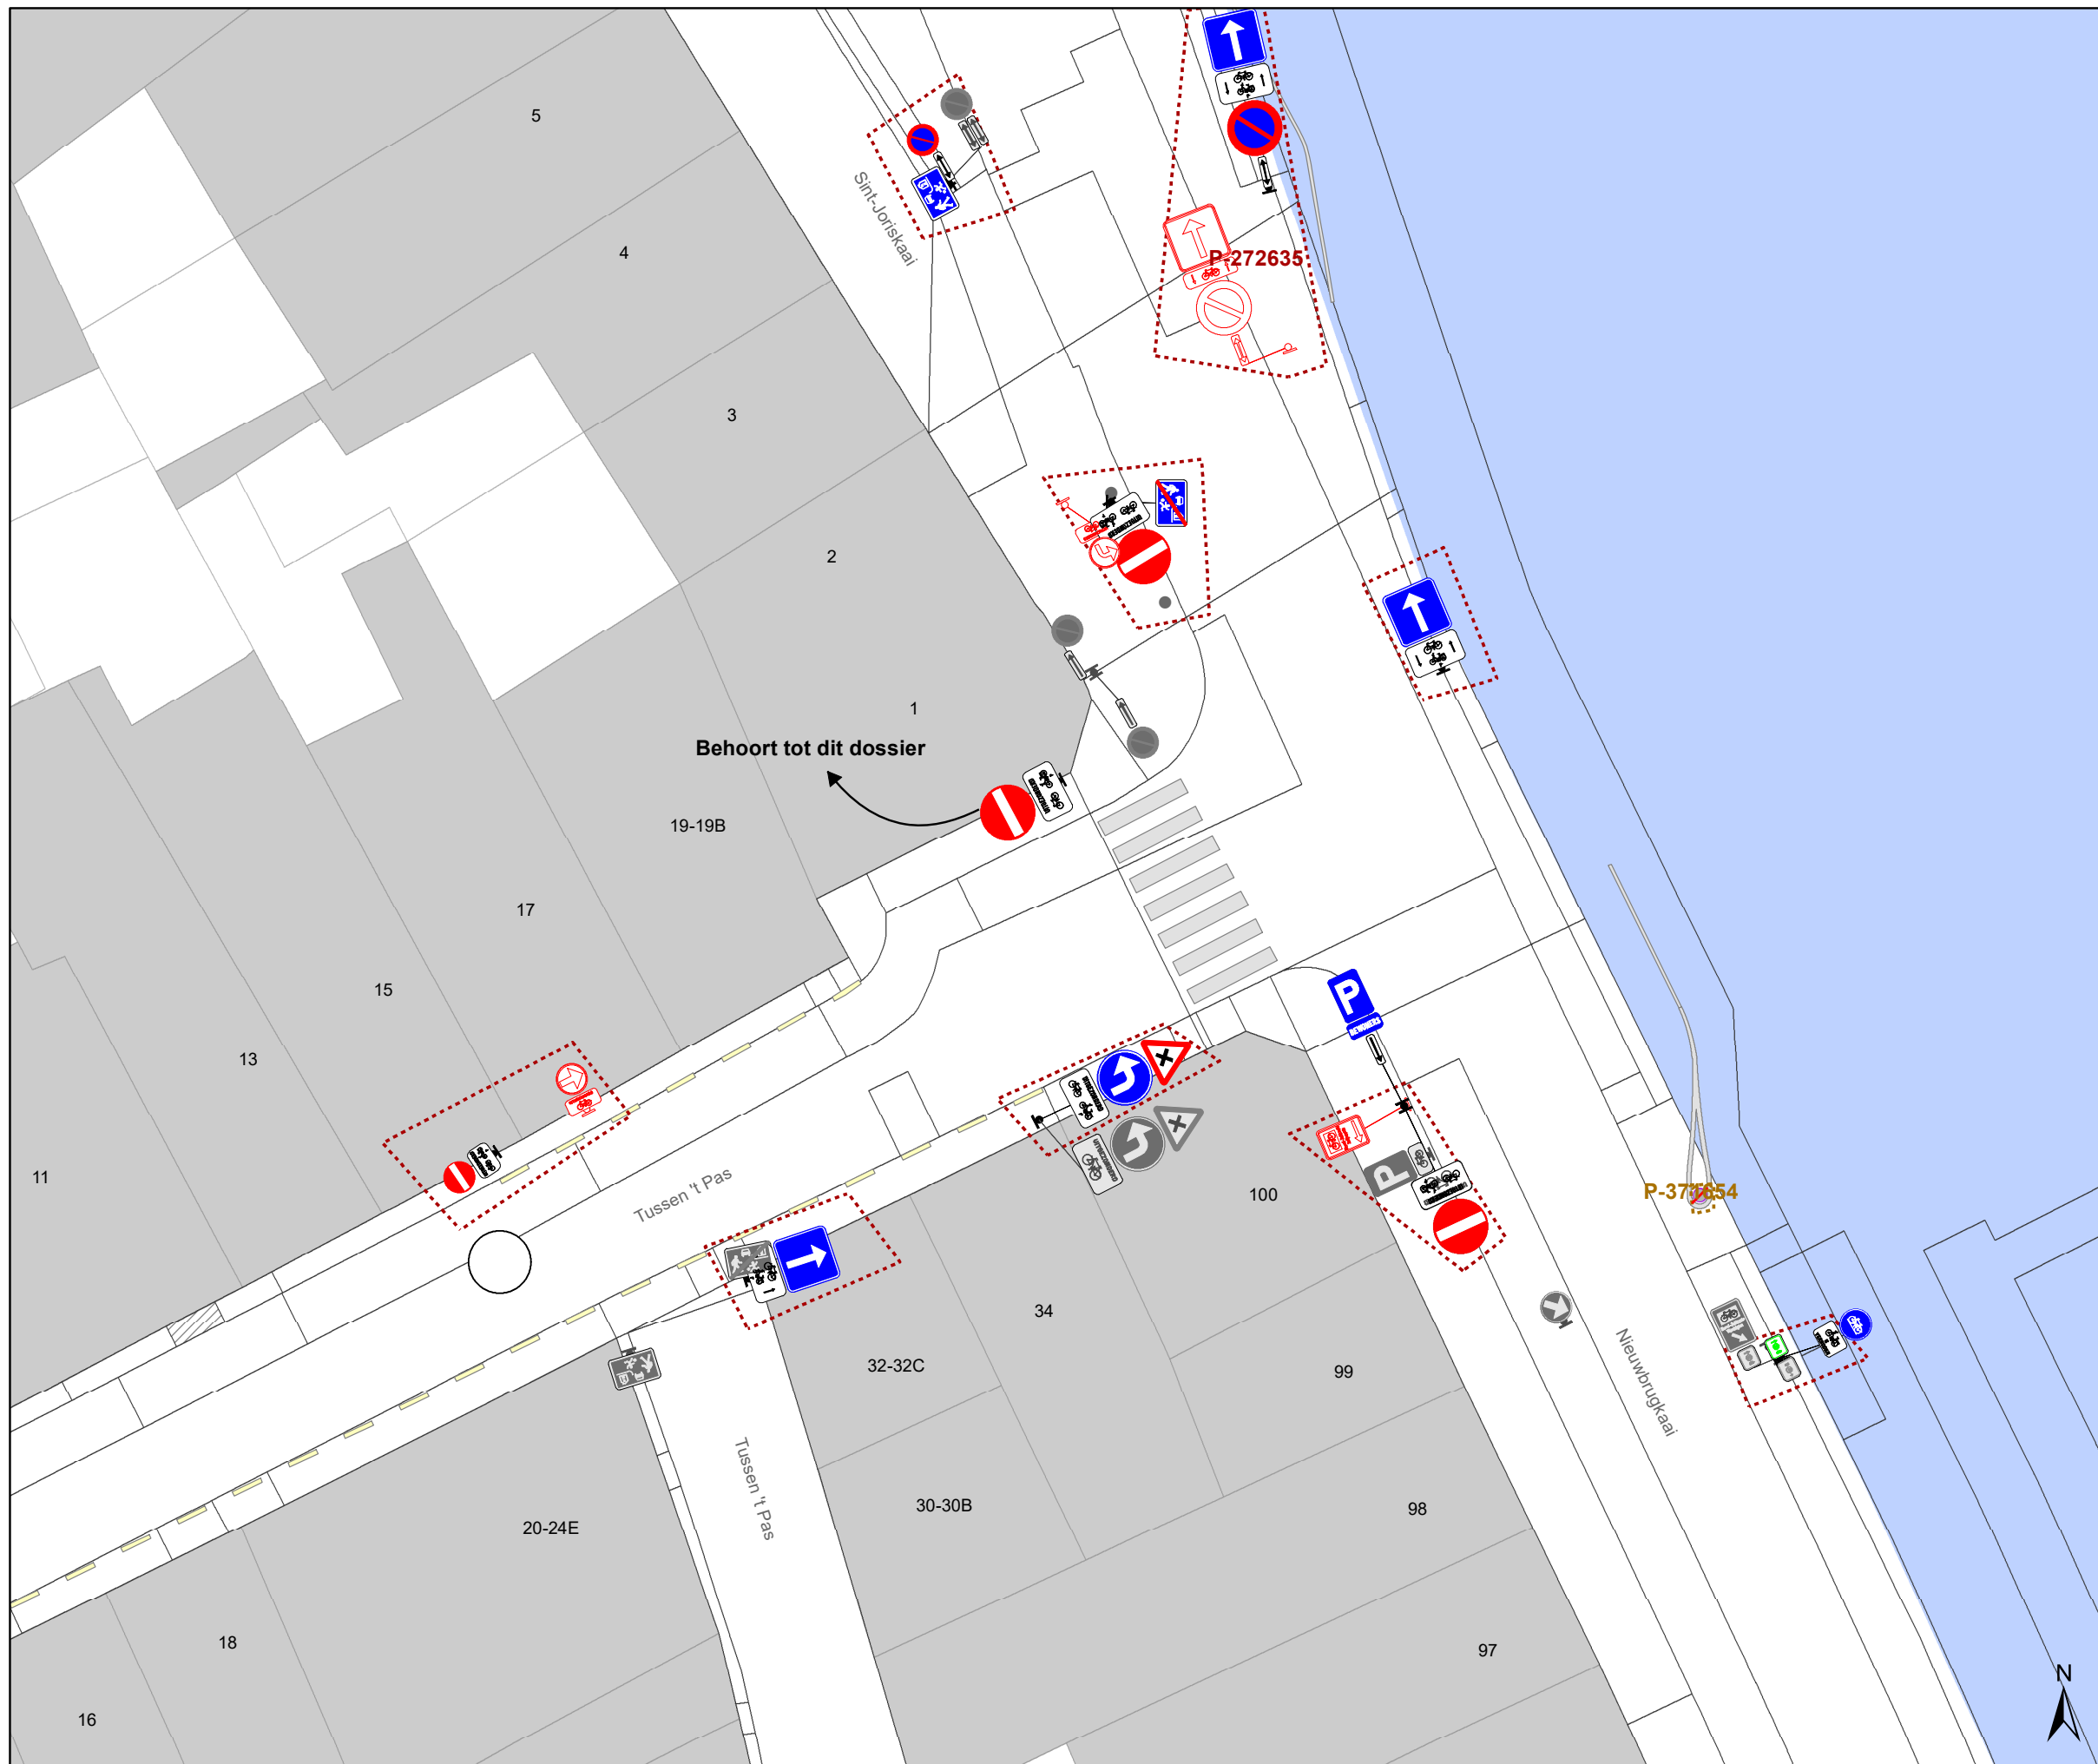 5
Sint-Joriskaai
4
P-272635
3
2
1
Behoort tot dit dossier
19-19B
17
P
15
13
11
Tussen 't Pas
100
P
P-377654
34
32-32C
99
Nieuwbrugkaai
Tussen 't Pas
30-30B
98
20-24E
18
97
16
N